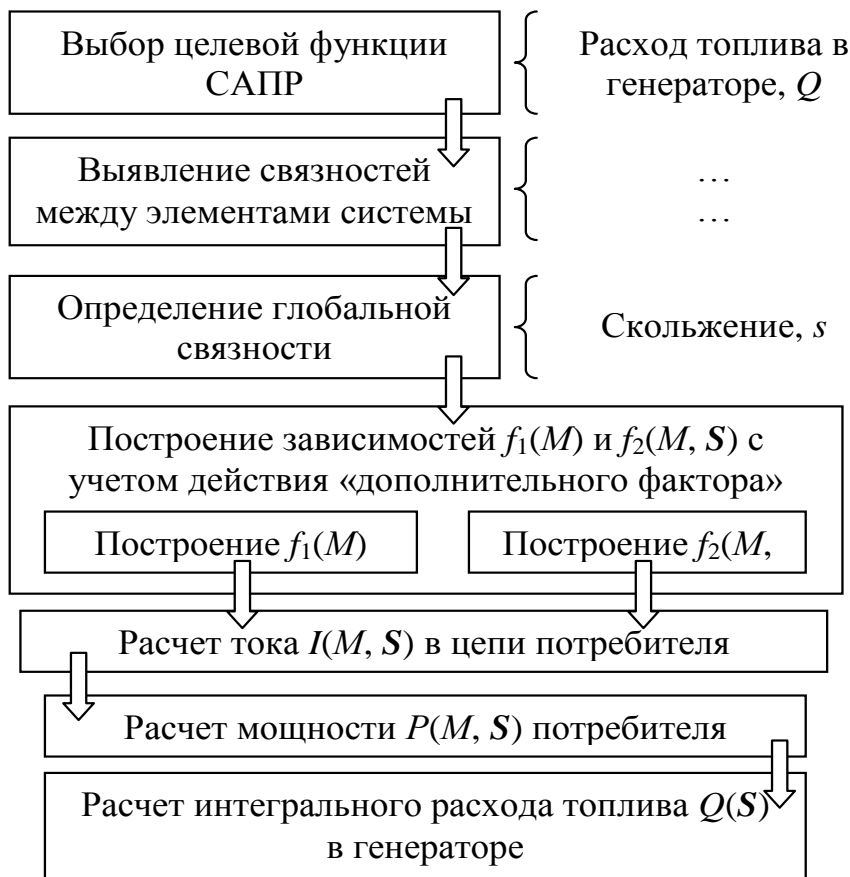 Выбор целевой функции
САПР
Расход топлива в
генераторе, Q
Выявление связностей
между элементами системы
…
…
Определение глобальной
связности
Скольжение, s
Построение зависимостей f₁(M) и f₂(M, S) с
учетом действия «дополнительного фактора»
Построение f₁(M)
Построение f₂(M,
Расчет тока I(M, S) в цепи потребителя
Расчет мощности P(M, S) потребителя
Расчет интегрального расхода топлива Q(S)
в генераторе